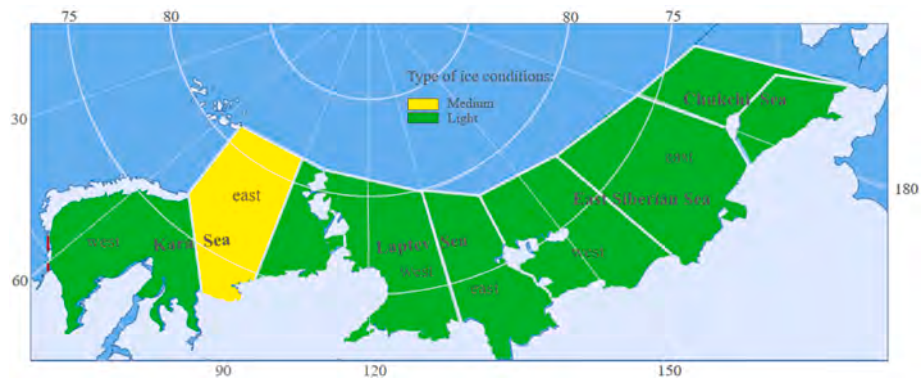 75
80
80
75
Type of ice conditions:
Medium
Light
Chukchi Sea
30
east
180
east
East Siberian Sea
west
Kara Sea
Laptev Sea
west
west
60
east
90
120
150